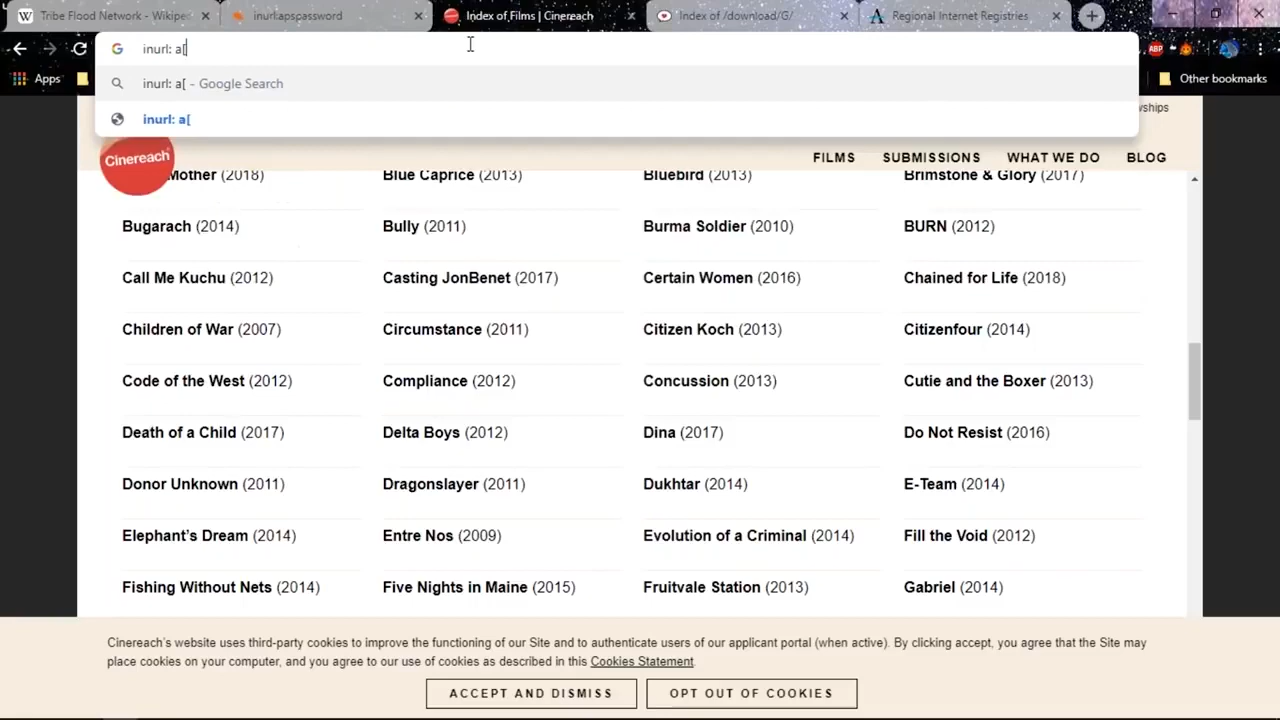 Tribe Flood Network - Wikipe
inurl:apspassword
Index of Films | Cinereach
Index of /download/G/
Regional Internet Registries
inurl: a[
ABP
inurl: a[ - Google Search
Apps
Other bookmarks
inurl: a[
Cinereach
FILMS
SUBMISSIONS
WHAT WE DO
BLOG
Mother (2018)
Blue Caprice (2013)
Bluebird (2013)
Brimstone & Glory (2017)
Bugarach (2014)
Bully (2011)
Burma Soldier (2010)
BURN (2012)
Call Me Kuchu (2012)
Casting JonBenet (2017)
Certain Women (2016)
Chained for Life (2018)
Children of War (2007)
Circumstance (2011)
Citizen Koch (2013)
Citizenfour (2014)
Code of the West (2012)
Compliance (2012)
Concussion (2013)
Cutie and the Boxer (2013)
Death of a Child (2017)
Delta Boys (2012)
Dina (2017)
Do Not Resist (2016)
Donor Unknown (2011)
Dragonslayer (2011)
Dukhtar (2014)
E-Team (2014)
Elephant's Dream (2014)
Entre Nos (2009)
Evolution of a Criminal (2014)
Fill the Void (2012)
Fishing Without Nets (2014)
Five Nights in Maine (2015)
Fruitvale Station (2013)
Gabriel (2014)
Cinereach's website uses third-party cookies to improve the functioning of our Site and to authenticate users of our applicant portal (when active). By clicking accept, you agree that the Site may
place cookies on your computer, and you agree to our use of cookies as described in this Cookies Statement.
ACCEPT AND DISMISS
OPT OUT OF COOKIES